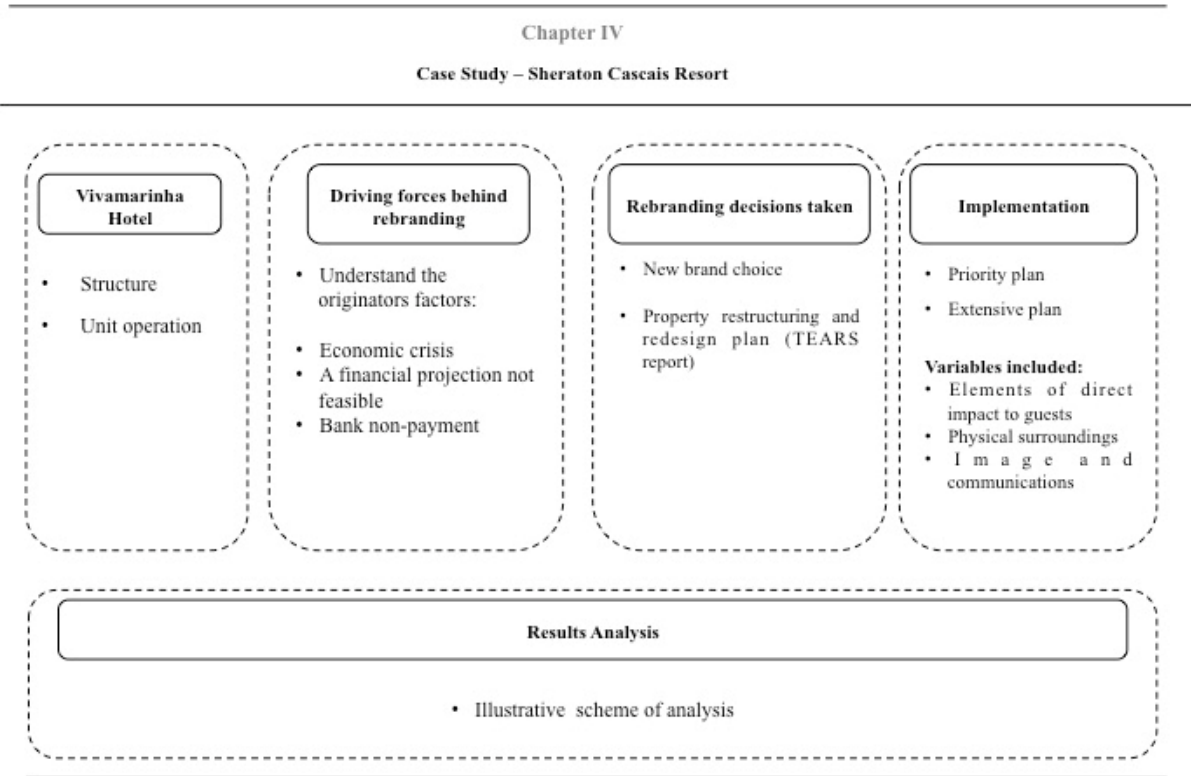 Chapter IV
Case Study – Sheraton Cascais Resort
Vivamarinha
Hotel
• Structure
• Unit operation
Driving forces behind
rebranding
• Understand the
originators factors:
• Economic crisis
• A financial projection not
feasible
• Bank non-payment
Rebranding decisions taken
• New brand choice
• Property restructuring and
redesign plan (TEARS
report)
Implementation
• Priority plan
• Extensive plan
Variables included:
• Elements of direct
impact to guests
• Physical surroundings
• Image and
communications
Results Analysis
• Illustrative scheme of analysis